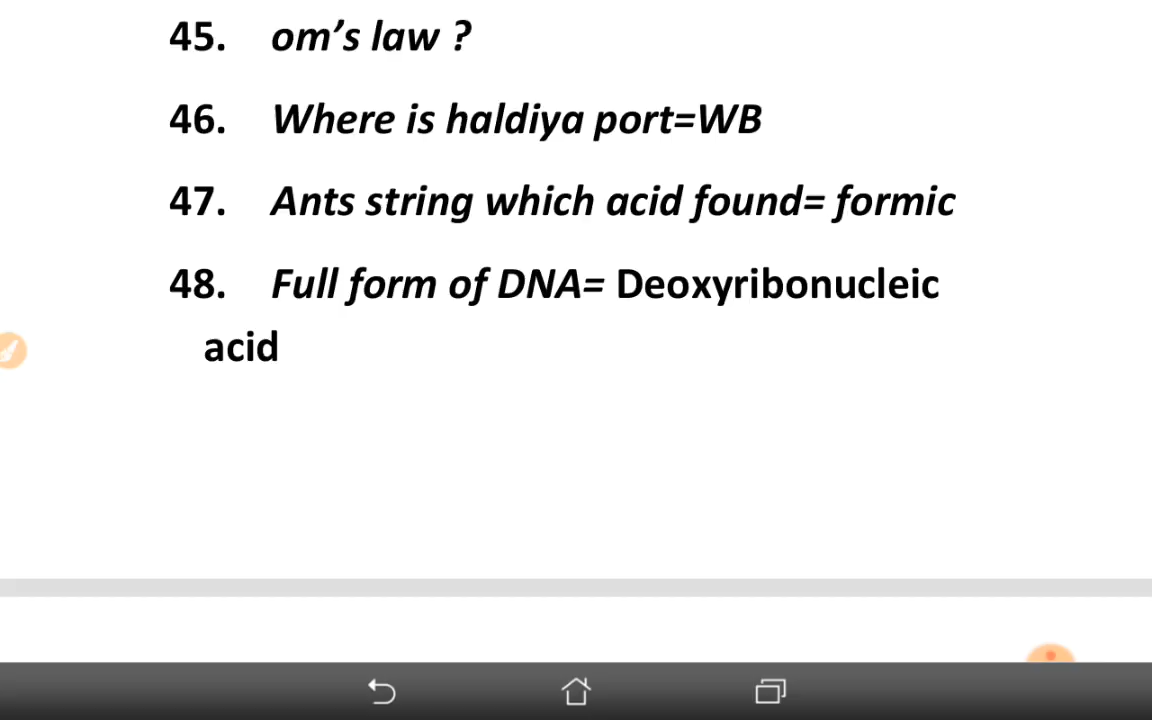 45. om’s law ?
46. Where is haldiya port=WB
47. Ants string which acid found= formic
48. Full form of DNA= Deoxyribonucleic
acid